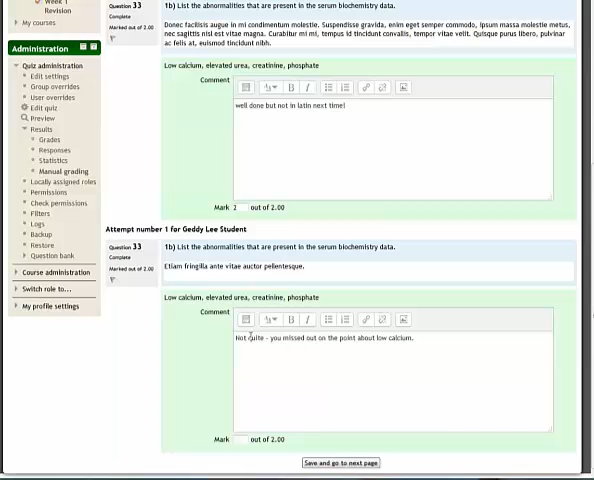 Week 1
Revision
My courses
Administration
Quiz administration
Edit settings
Group overrides
User overrides
Edit quiz
Preview
Results
Grades
Responses
Statistics
Manual grading
Locally assigned roles
Permissions
Check permissions
Filters
Logs
Backup
Restore
Question bank
Course administration
Switch role to...
My profile settings
Question 33
Complete
Marked out of 2.00
1b) List the abnormalities that are present in the serum biochemistry data.
Donec facilisis augue in mi condimentum molestie. Suspendisse gravida, enim eget semper commodo, ipsum massa molestie metus,
nec sagittis nisl est vitae magna. Curabitur mi mi, tempus id tincidunt convallis, tempor vitae velit. Quisque purus libero, pulvinar
ac felis at, euismod tincidunt nibh.
Low calcium, elevated urea, creatinine, phosphate
Comment
well done but not in latin next time!
Mark 2 out of 2.00
Attempt number 1 for Geddy Lee Student
Question 33
Complete
Marked out of 2.00
1b) List the abnormalities that are present in the serum biochemistry data.
Etiam fringilla ante vitae auctor pellentesque.
Low calcium, elevated urea, creatinine, phosphate
Comment
Not quite - you missed out on the point about low calcium.
Mark out of 2.00
Save and go to next page